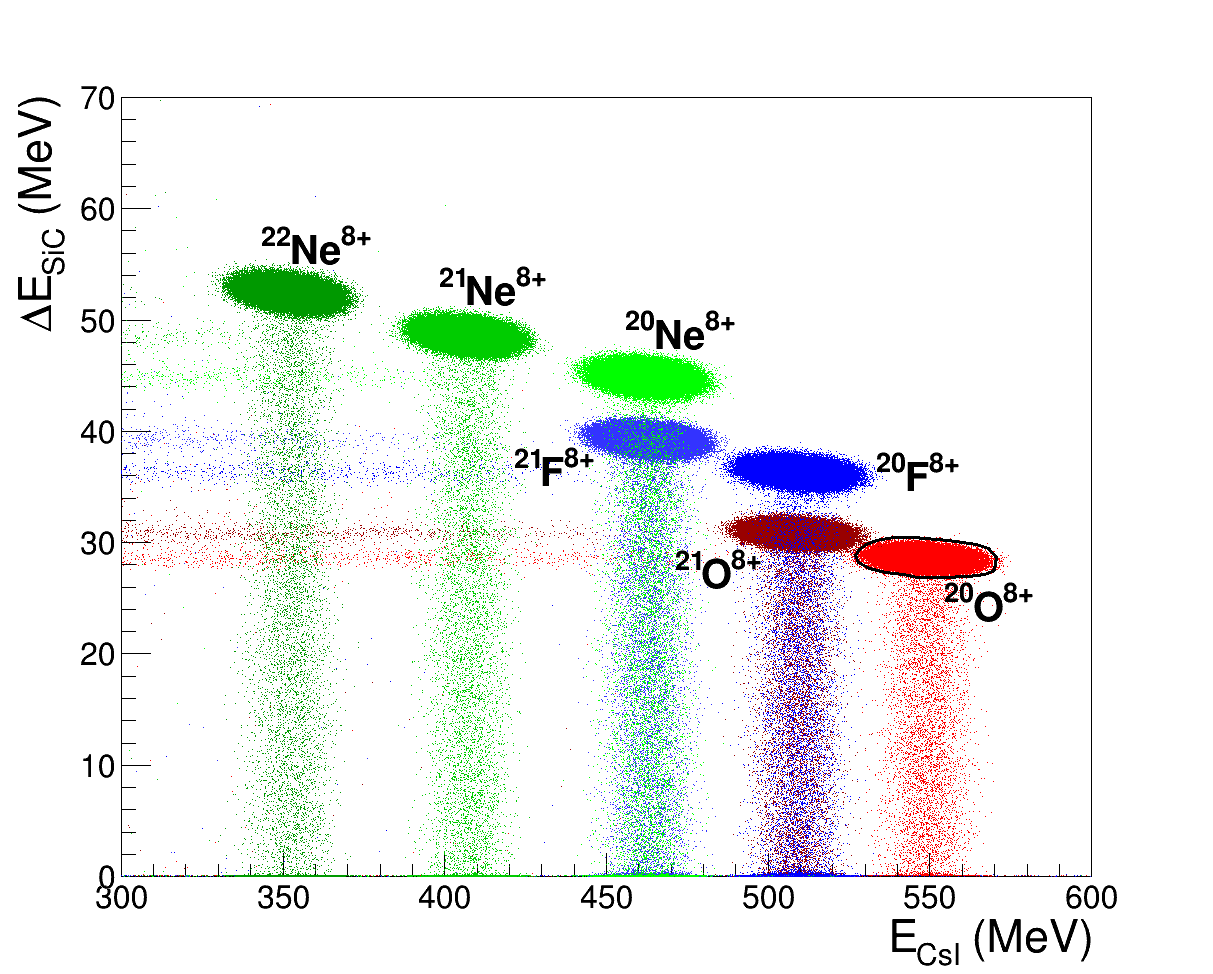 ΔE_SiC (MeV)
70
60
50
40
30
20
10
0
²²Ne⁸⁺
²¹Ne⁸⁺
²⁰Ne⁸⁺
²¹F⁸⁺
²⁰F⁸⁺
²¹O⁸⁺
²⁰O⁸⁺
300 350 400 450 500 550 600
E_CsI (MeV)